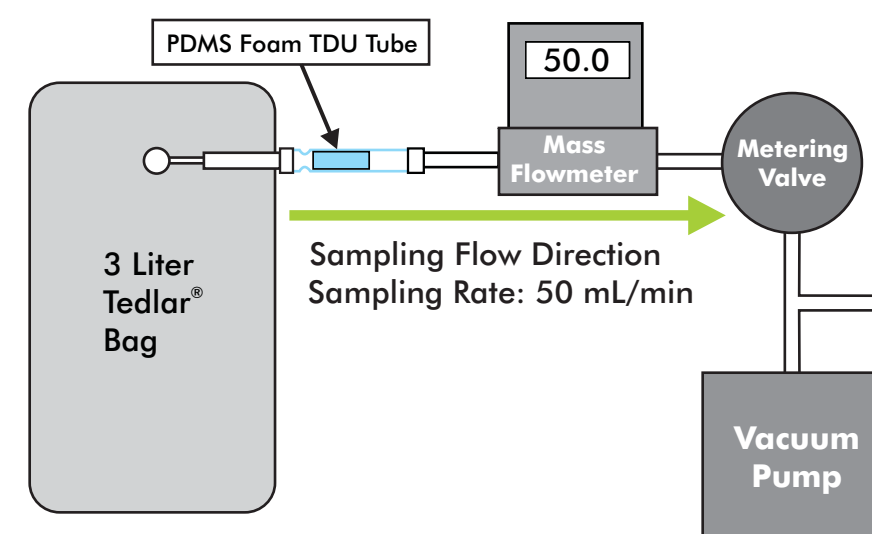 PDMS Foam TDU Tube
50.0
Mass
Flowmeter
Metering
Valve
Sampling Flow Direction
Sampling Rate: 50 mL/min
3 Liter
Tedlar®
Bag
Vacuum
Pump